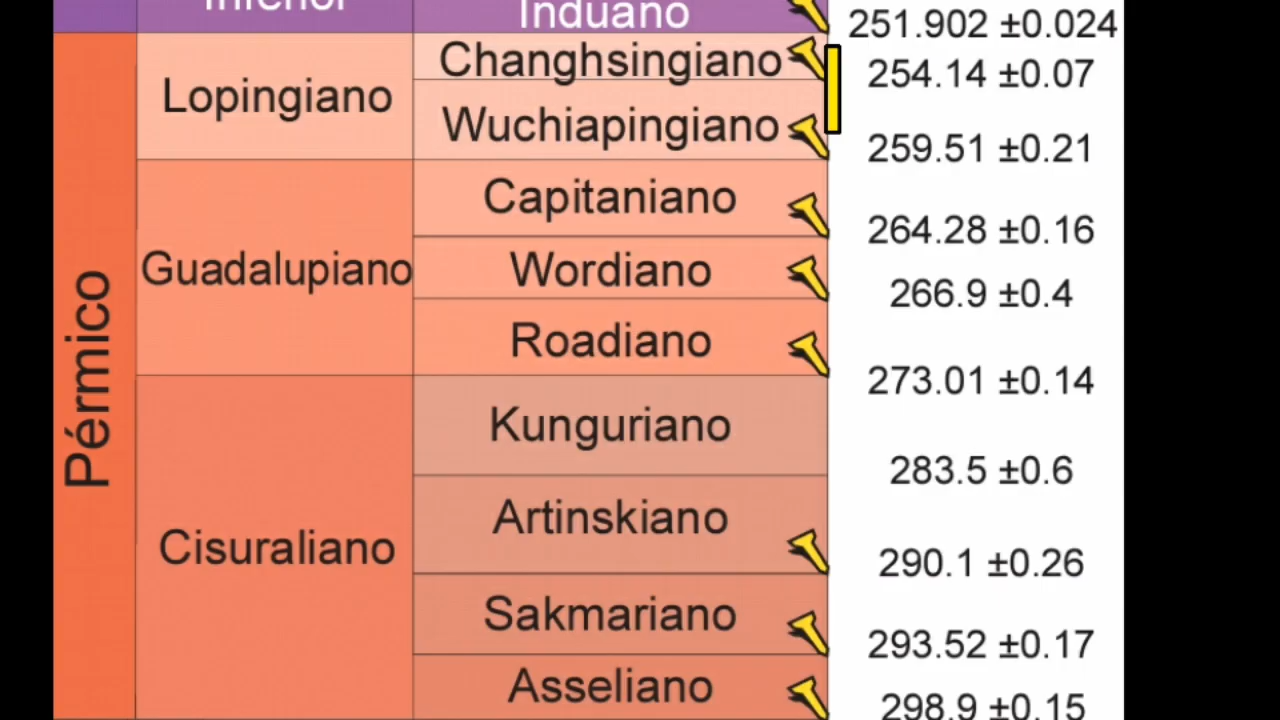 Inferior
Induano
251.902 ±0.024
Pérmico
Lopingiano
Changhsingiano
254.14 ±0.07
Wuchiapingiano
259.51 ±0.21
Guadalupiano
Capitaniano
264.28 ±0.16
Wordiano
266.9 ±0.4
Roadiano
273.01 ±0.14
Cisuraliano
Kunguriano
283.5 ±0.6
Artinskiano
290.1 ±0.26
Sakmariano
293.52 ±0.17
Asseliano
298.9 ±0.15